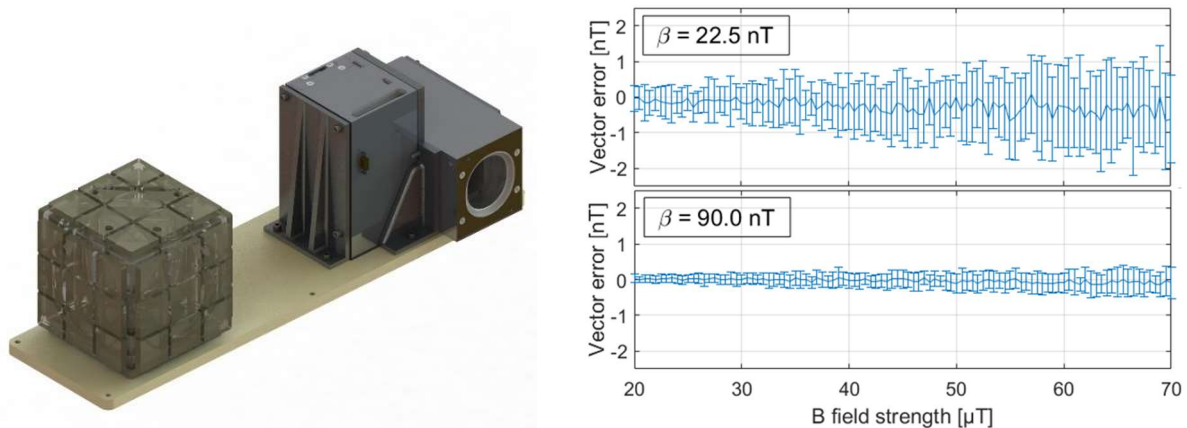 β = 22.5 nT
Vector error [nT]
2
1
0
-1
-2
β = 90.0 nT
Vector error [nT]
2
1
0
-1
-2
20 30 40 50 60 70
B field strength [μT]